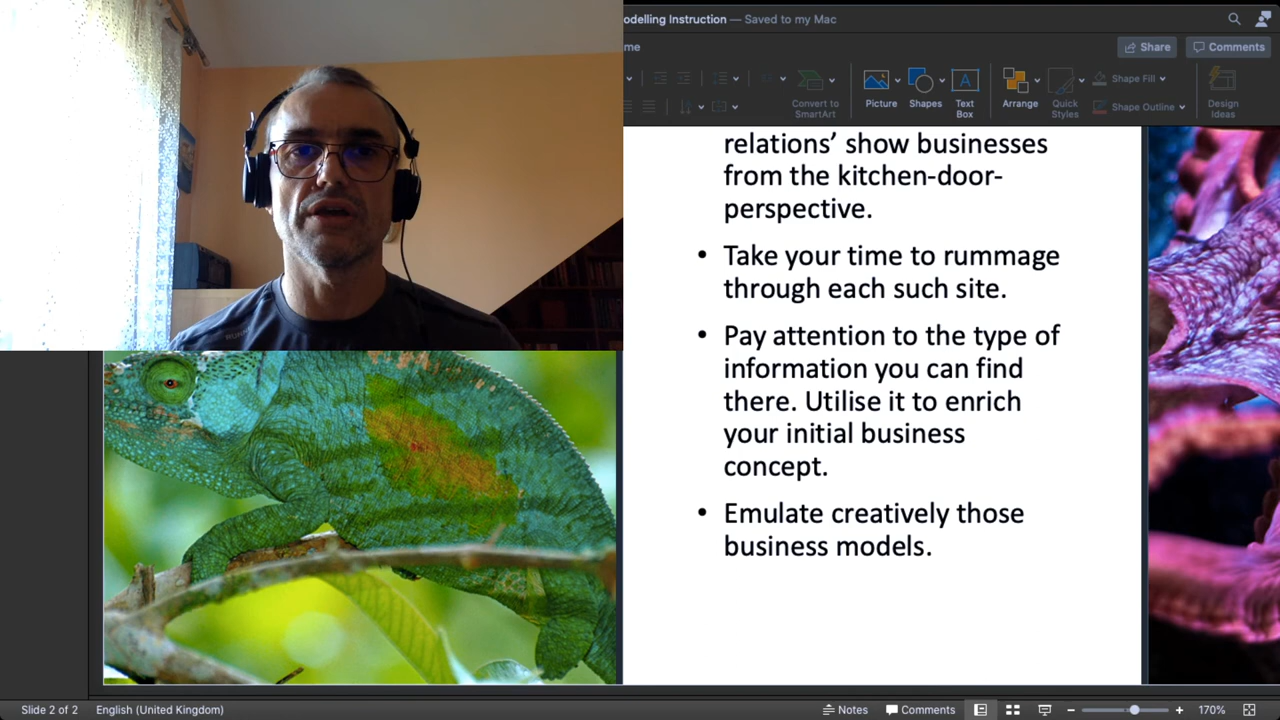 odelling Instruction — Saved to my Mac
me
Share
Comments
Convert to
SmartArt
Picture
Shapes
Text
Box
Arrange
Quick
Styles
Shape Fill
Shape Outline
Design
Ideas
A
relations’ show businesses
from the kitchen-door-
perspective.
• Take your time to rummage
through each such site.
• Pay attention to the type of
information you can find
there. Utilise it to enrich
your initial business
concept.
• Emulate creatively those
business models.
Slide 2 of 2
English (United Kingdom)
Notes
Comments
170%